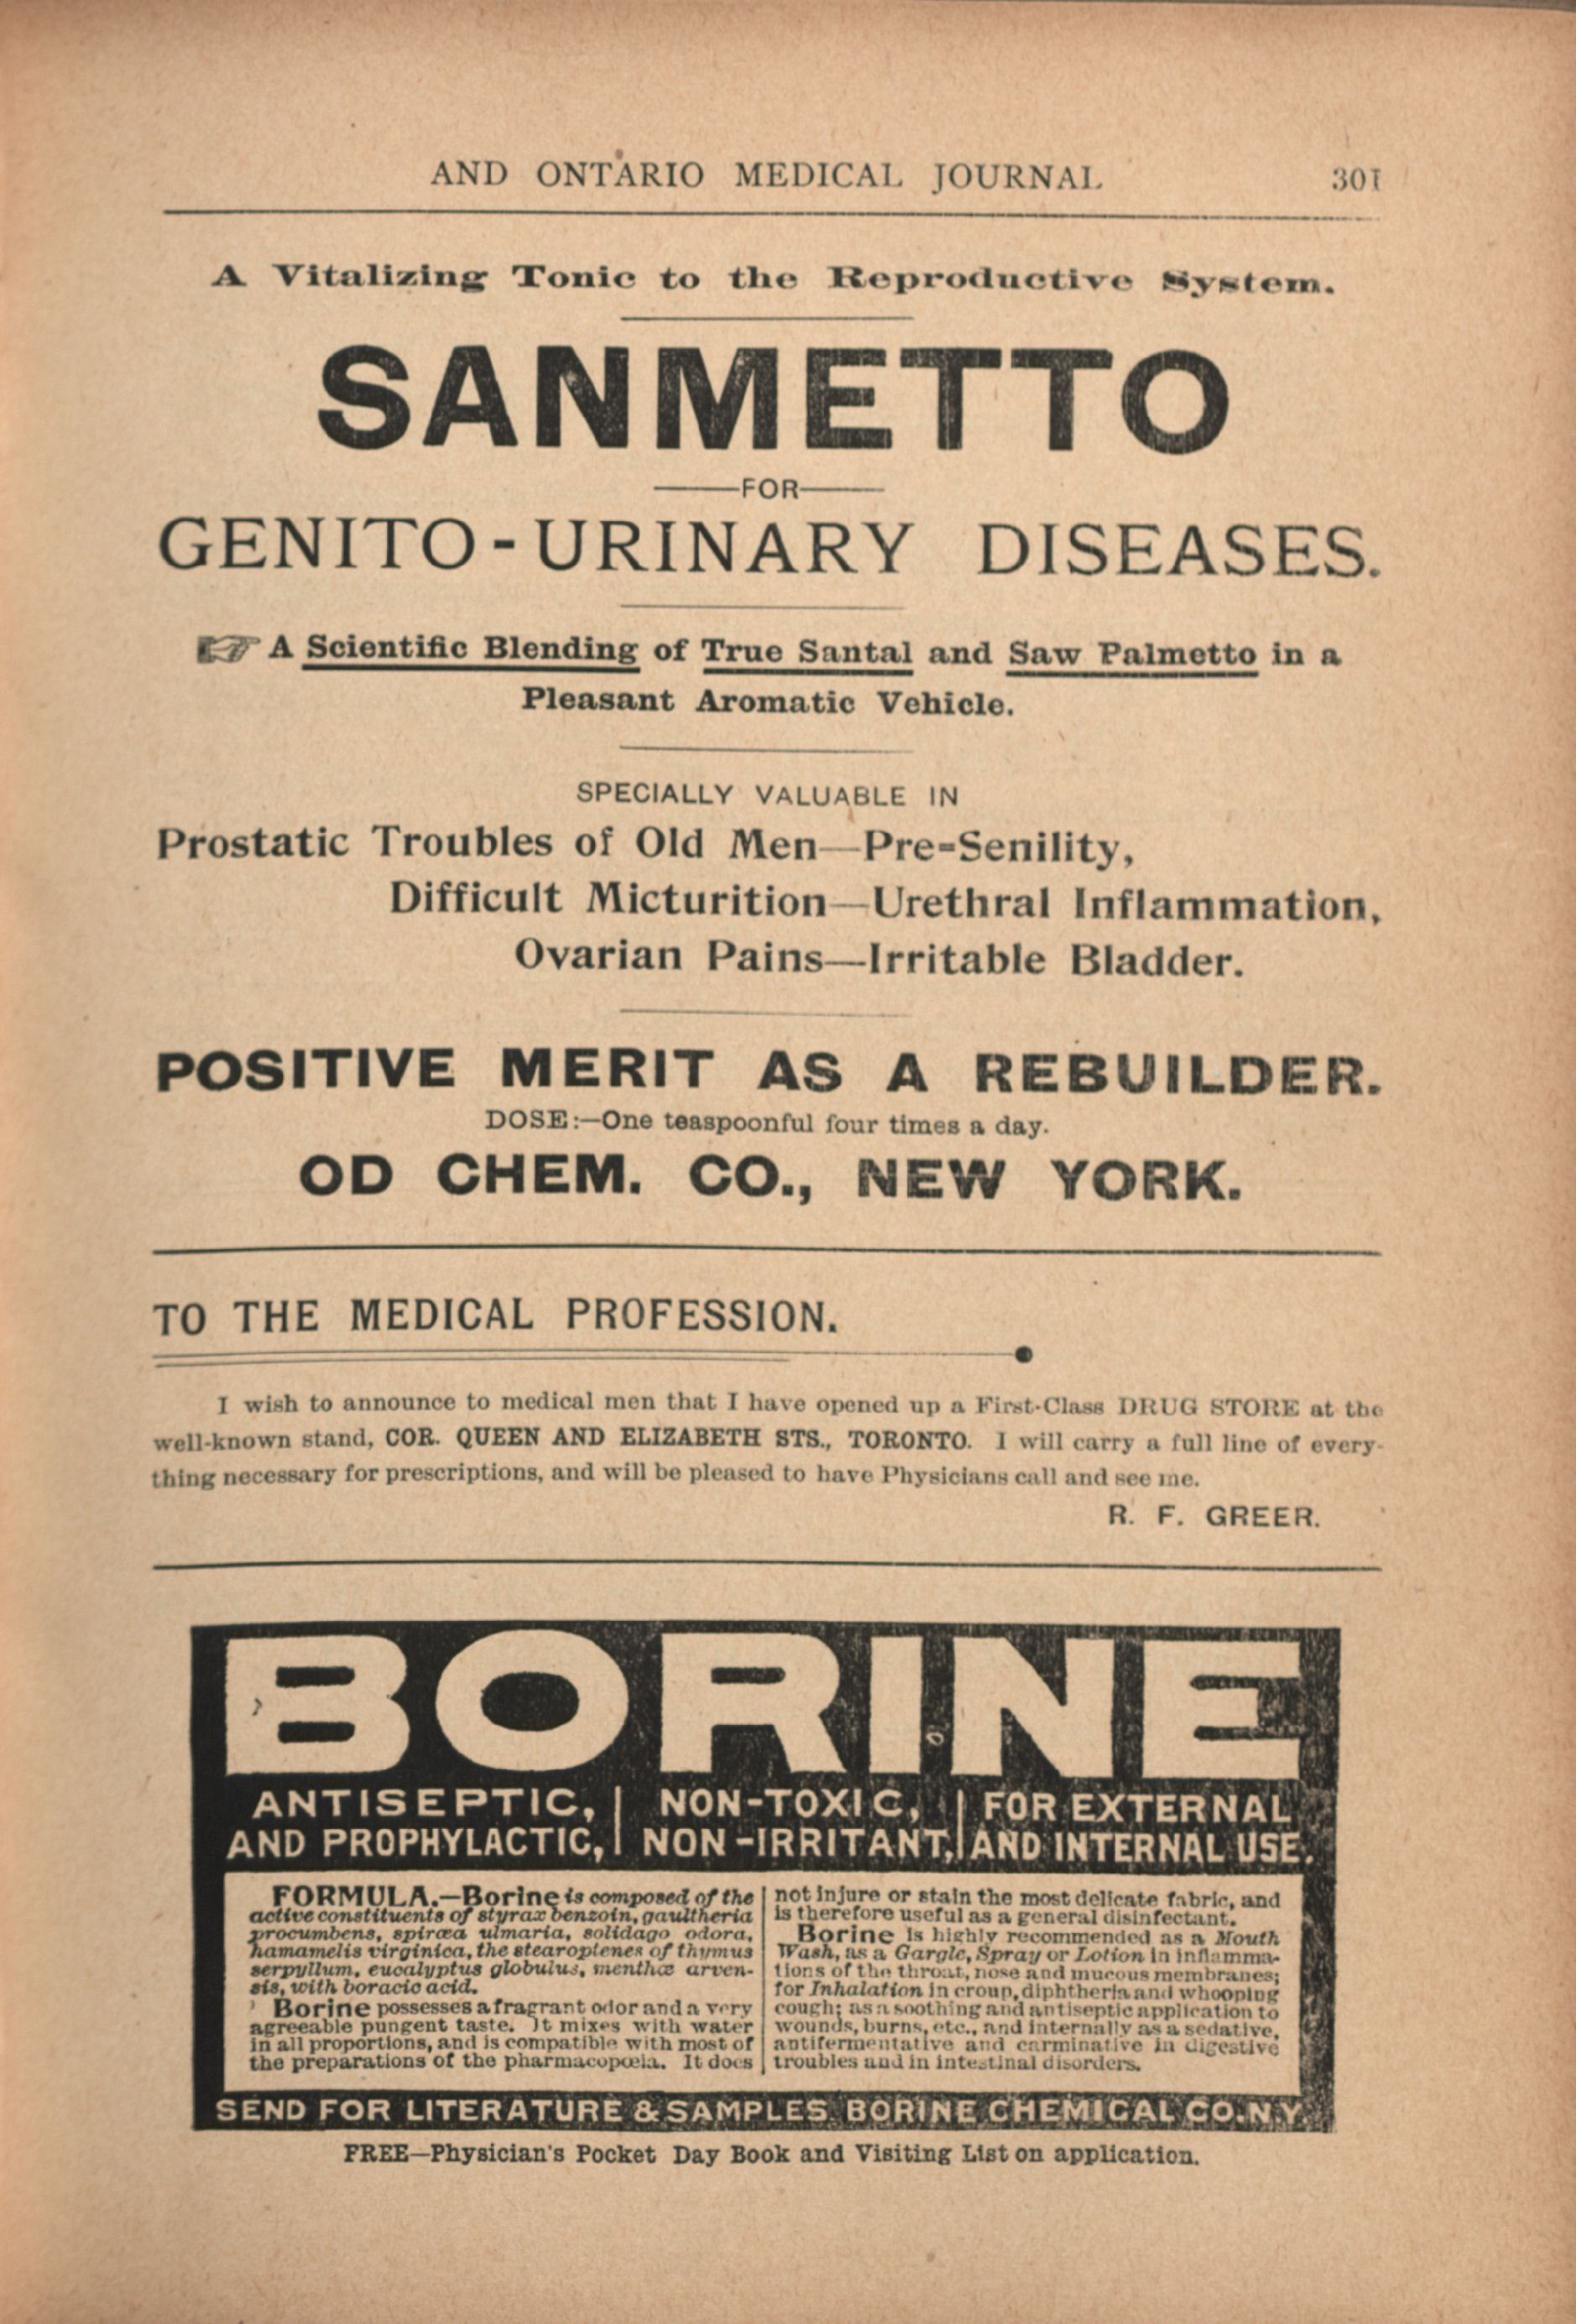 AND ONTARIO MEDICAL JOURNAL 301
A Vitalizing Tonic to the Reproductive System.
SANMETTO
FOR
GENITO-URINARY DISEASES.
☞ A Scientific Blending of True Santal and Saw Palmetto in a
Pleasant Aromatic Vehicle.
SPECIALLY VALUABLE IN
Prostatic Troubles of Old Men—Pre-Senility,
Difficult Micturition—Urethral Inflammation,
Ovarian Pains—Irritable Bladder.
POSITIVE MERIT AS A REBUILDER.
DOSE:—One teaspoonful four times a day.
OD CHEM. CO., NEW YORK.
TO THE MEDICAL PROFESSION.
I wish to announce to medical men that I have opened up a First-Class DRUG STORE at the
well-known stand, COR. QUEEN AND ELIZABETH STS., TORONTO. I will carry a full line of every-
thing necessary for prescriptions, and will be pleased to have Physicians call and see me.
R. F. GREER.
BORINE
ANTISEPTIC, AND PROPHYLACTIC,
NON-TOXIC, NON-IRRITANT,
FOR EXTERNAL AND INTERNAL USE.
FORMULA.—Borine is composed of the
active constituents of styrax benzoin, gaultheria
procumbens, spiræa ulmaria, solidago odora,
hamamelis virginica, the stearoptenes of thymus
serpyllum, eucalyptus globulus, menthæ arven-
sis, with boracic acid.
Borine possesses a fragrant odor and a very
agreeable pungent taste. It mixes with water
in all proportions, and is compatible with most of
the preparations of the pharmacopœia. It does
not injure or stain the most delicate fabric, and
is therefore useful as a general disinfectant.
Borine is highly recommended as a Mouth
Wash, as a Gargle, Spray or Lotion in inflamma-
tions of the throat, nose and mucous membranes;
for Inhalation in croup, diphtheria and whooping
cough; as a soothing and antiseptic application to
wounds, burns, etc., and internally as a sedative,
antifermentative and carminative in digestive
troubles and in intestinal disorders.
SEND FOR LITERATURE & SAMPLES. BORINE CHEMICAL CO. N.Y.
FREE—Physician's Pocket Day Book and Visiting List on application.